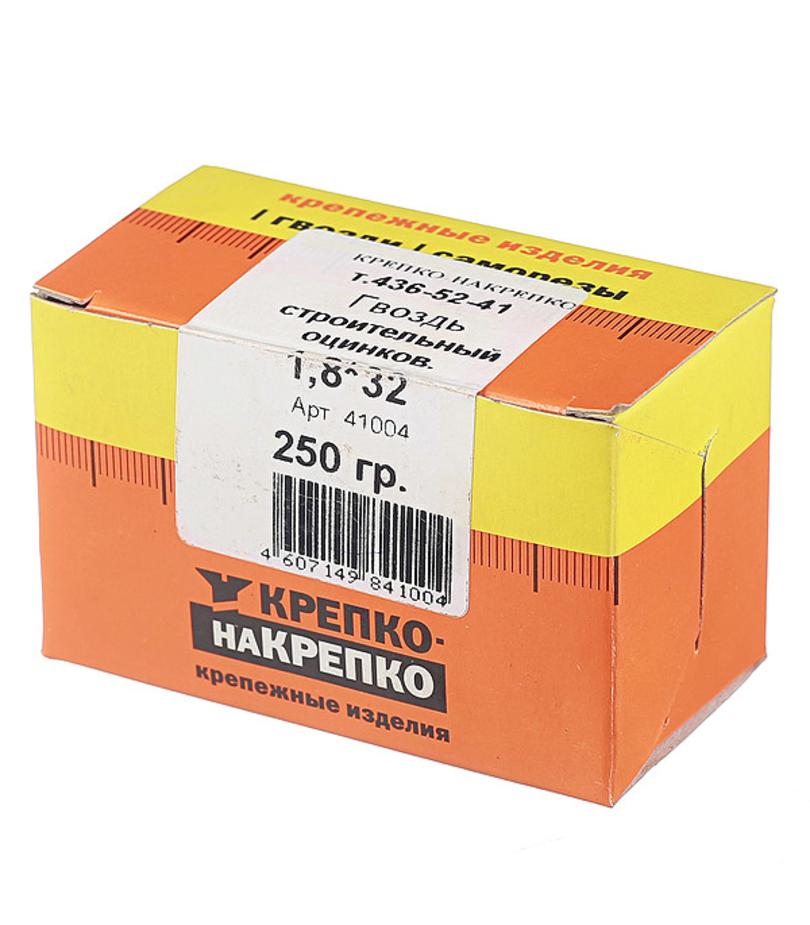 крепежные изделия
| гвозди | саморезы
КРЕПКО-НАКРЕПКО
т.436-52-41
Гвоздь
строительный
оцинков.
1,8*32
Арт 41004
250 гр.
4 607149 841004
КРЕПКО-
НАКРЕПКО
крепежные изделия